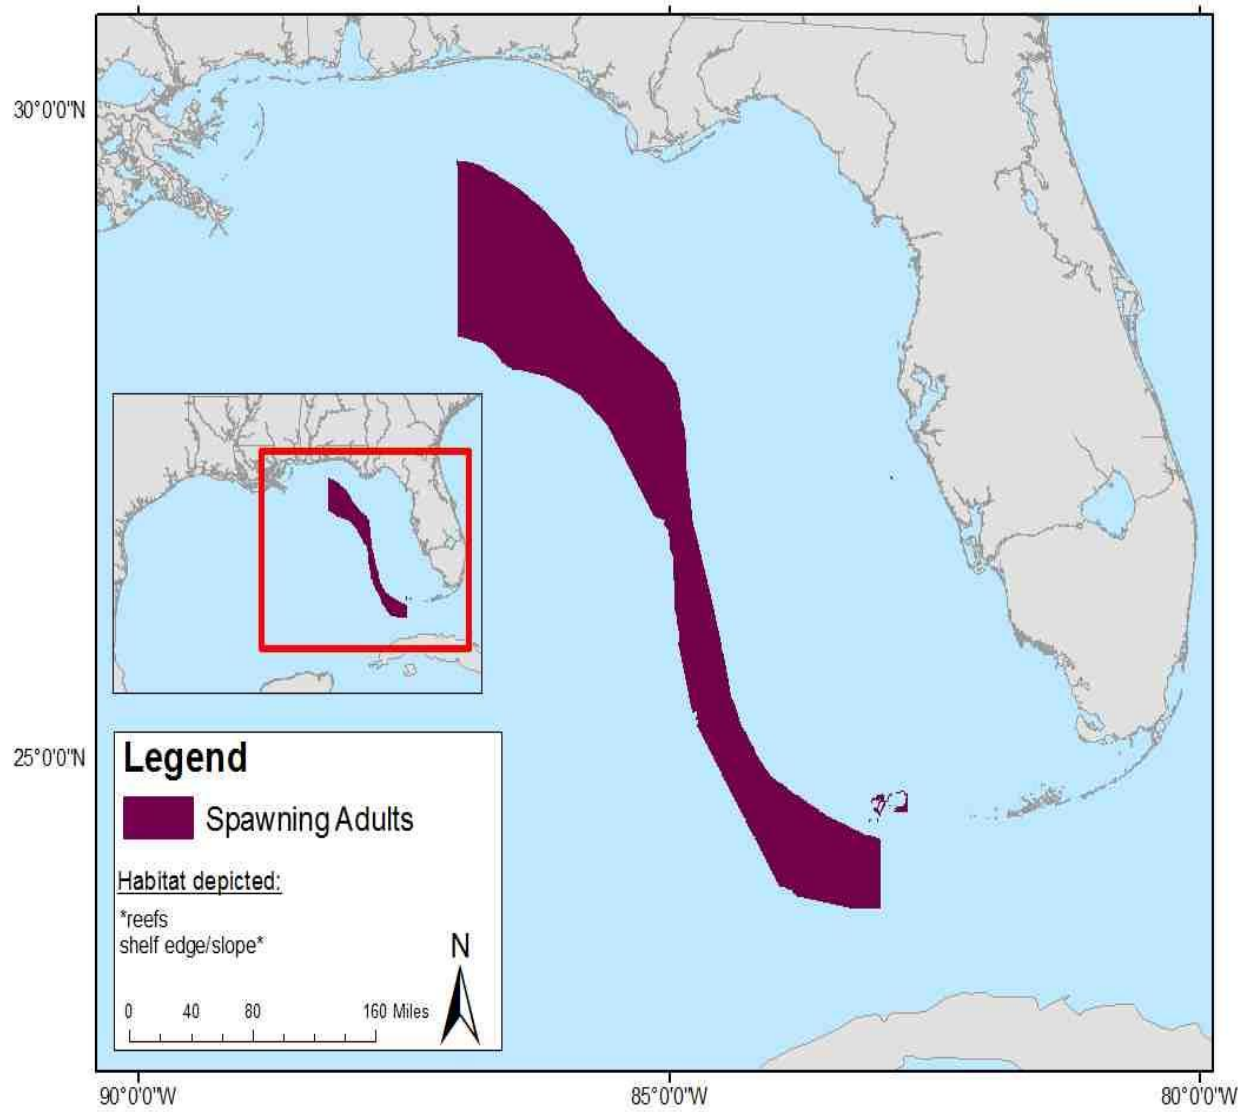 30°0'0"N
25°0'0"N
Legend
Spawning Adults
Habitat depicted:
*reefs
shelf edge/slope*
N
0 40 80 160 Miles
90°0'0"W 85°0'0"W 80°0'0"W